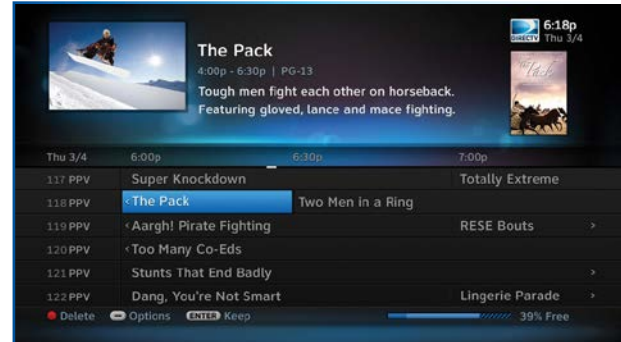 The Pack
4:00p - 6:30p | PG-13
Tough men fight each other on horseback.
Featuring gloved, lance and mace fighting.
DIRECTV
6:18p
Thu 3/4
Pack
Thu 3/4 6:00p 6:30p 7:00p
117 PPV Super Knockdown Totally Extreme
118 PPV ‹The Pack Two Men in a Ring
119 PPV ‹Aargh! Pirate Fighting RESE Bouts ›
120 PPV ‹Too Many Co-Eds
121 PPV Stunts That End Badly ›
122 PPV Dang, You're Not Smart Lingerie Parade ›
Delete Options ENTER Keep 39% Free